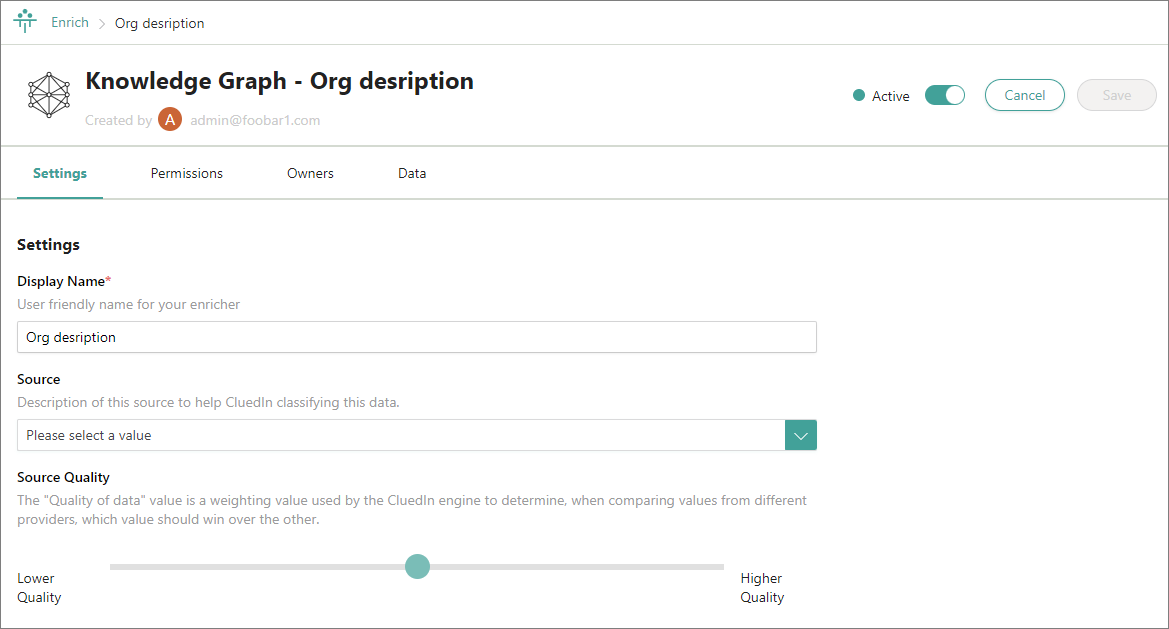 Enrich > Org desription
Knowledge Graph - Org desription
Created by A admin@foobar1.com
Active Cancel Save
Settings Permissions Owners Data
Settings
Display Name*
User friendly name for your enricher
Org desription
Source
Description of this source to help CluedIn classifying this data.
Please select a value
Source Quality
The "Quality of data" value is a weighting value used by the CluedIn engine to determine, when comparing values from different
providers, which value should win over the other.
Lower
Quality
Higher
Quality